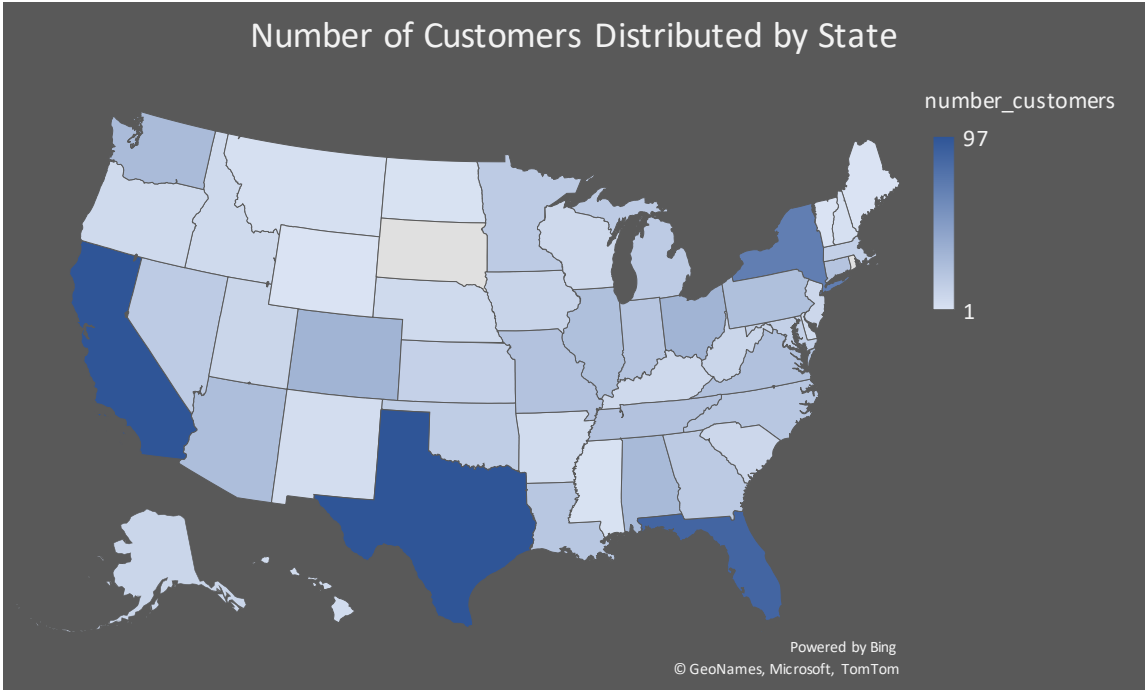 Number of Customers Distributed by State
number_customers
97
1
Powered by Bing
© GeoNames, Microsoft, TomTom